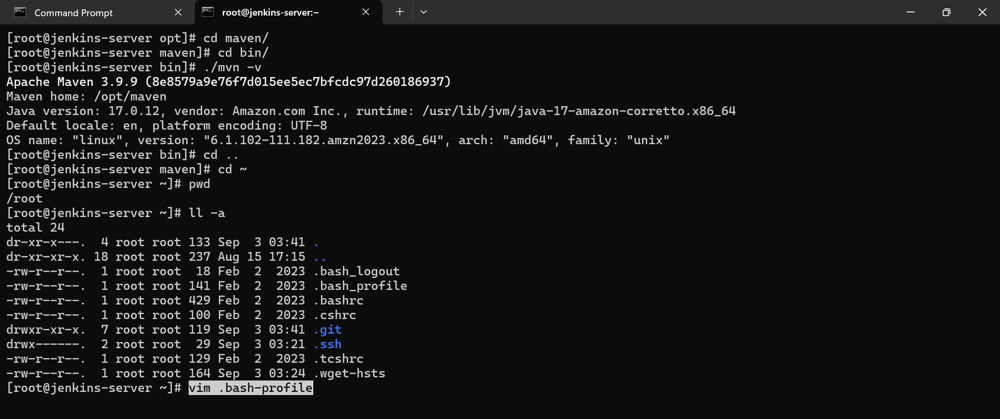 Command Prompt
root@jenkins-server:~
[root@jenkins-server opt]# cd maven/
[root@jenkins-server maven]# cd bin/
[root@jenkins-server bin]# ./mvn -v
Apache Maven 3.9.9 (8e8579a9e76f7d015ee5ec7bfcdc97d260186937)
Maven home: /opt/maven
Java version: 17.0.12, vendor: Amazon.com Inc., runtime: /usr/lib/jvm/java-17-amazon-corretto.x86_64
Default locale: en, platform encoding: UTF-8
OS name: "linux", version: "6.1.102-111.182.amzn2023.x86_64", arch: "amd64", family: "unix"
[root@jenkins-server bin]# cd ..
[root@jenkins-server maven]# cd ~
[root@jenkins-server ~]# pwd
/root
[root@jenkins-server ~]# ll -a
total 24
dr-xr-x---.  4 root root 133 Sep  3 03:41 .
dr-xr-xr-x. 18 root root 237 Aug 15 17:15 ..
-rw-r--r--.  1 root root  18 Feb  2  2023 .bash_logout
-rw-r--r--.  1 root root 141 Feb  2  2023 .bash_profile
-rw-r--r--.  1 root root 429 Feb  2  2023 .bashrc
-rw-r--r--.  1 root root 100 Feb  2  2023 .cshrc
drwxr-xr-x.  7 root root 119 Sep  3 03:41 .git
drwx------.  2 root root  29 Sep  3 03:21 .ssh
-rw-r--r--.  1 root root 129 Feb  2  2023 .tcshrc
-rw-r--r--.  1 root root 164 Sep  3 03:24 .wget-hsts
[root@jenkins-server ~]# vim .bash-profile